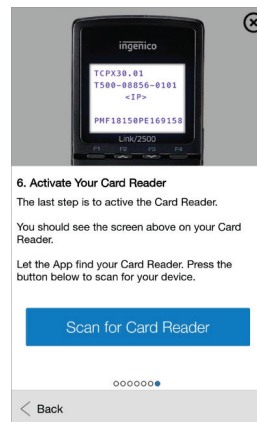 ingenico
TCPX30.01
T500-08856-0101
<IP>
PMF18150PE169158
Link/2500
F1 F2 F3 F4
6. Activate Your Card Reader
The last step is to active the Card Reader.
You should see the screen above on your Card
Reader.
Let the App find your Card Reader. Press the
button below to scan for your device.
Scan for Card Reader
Back